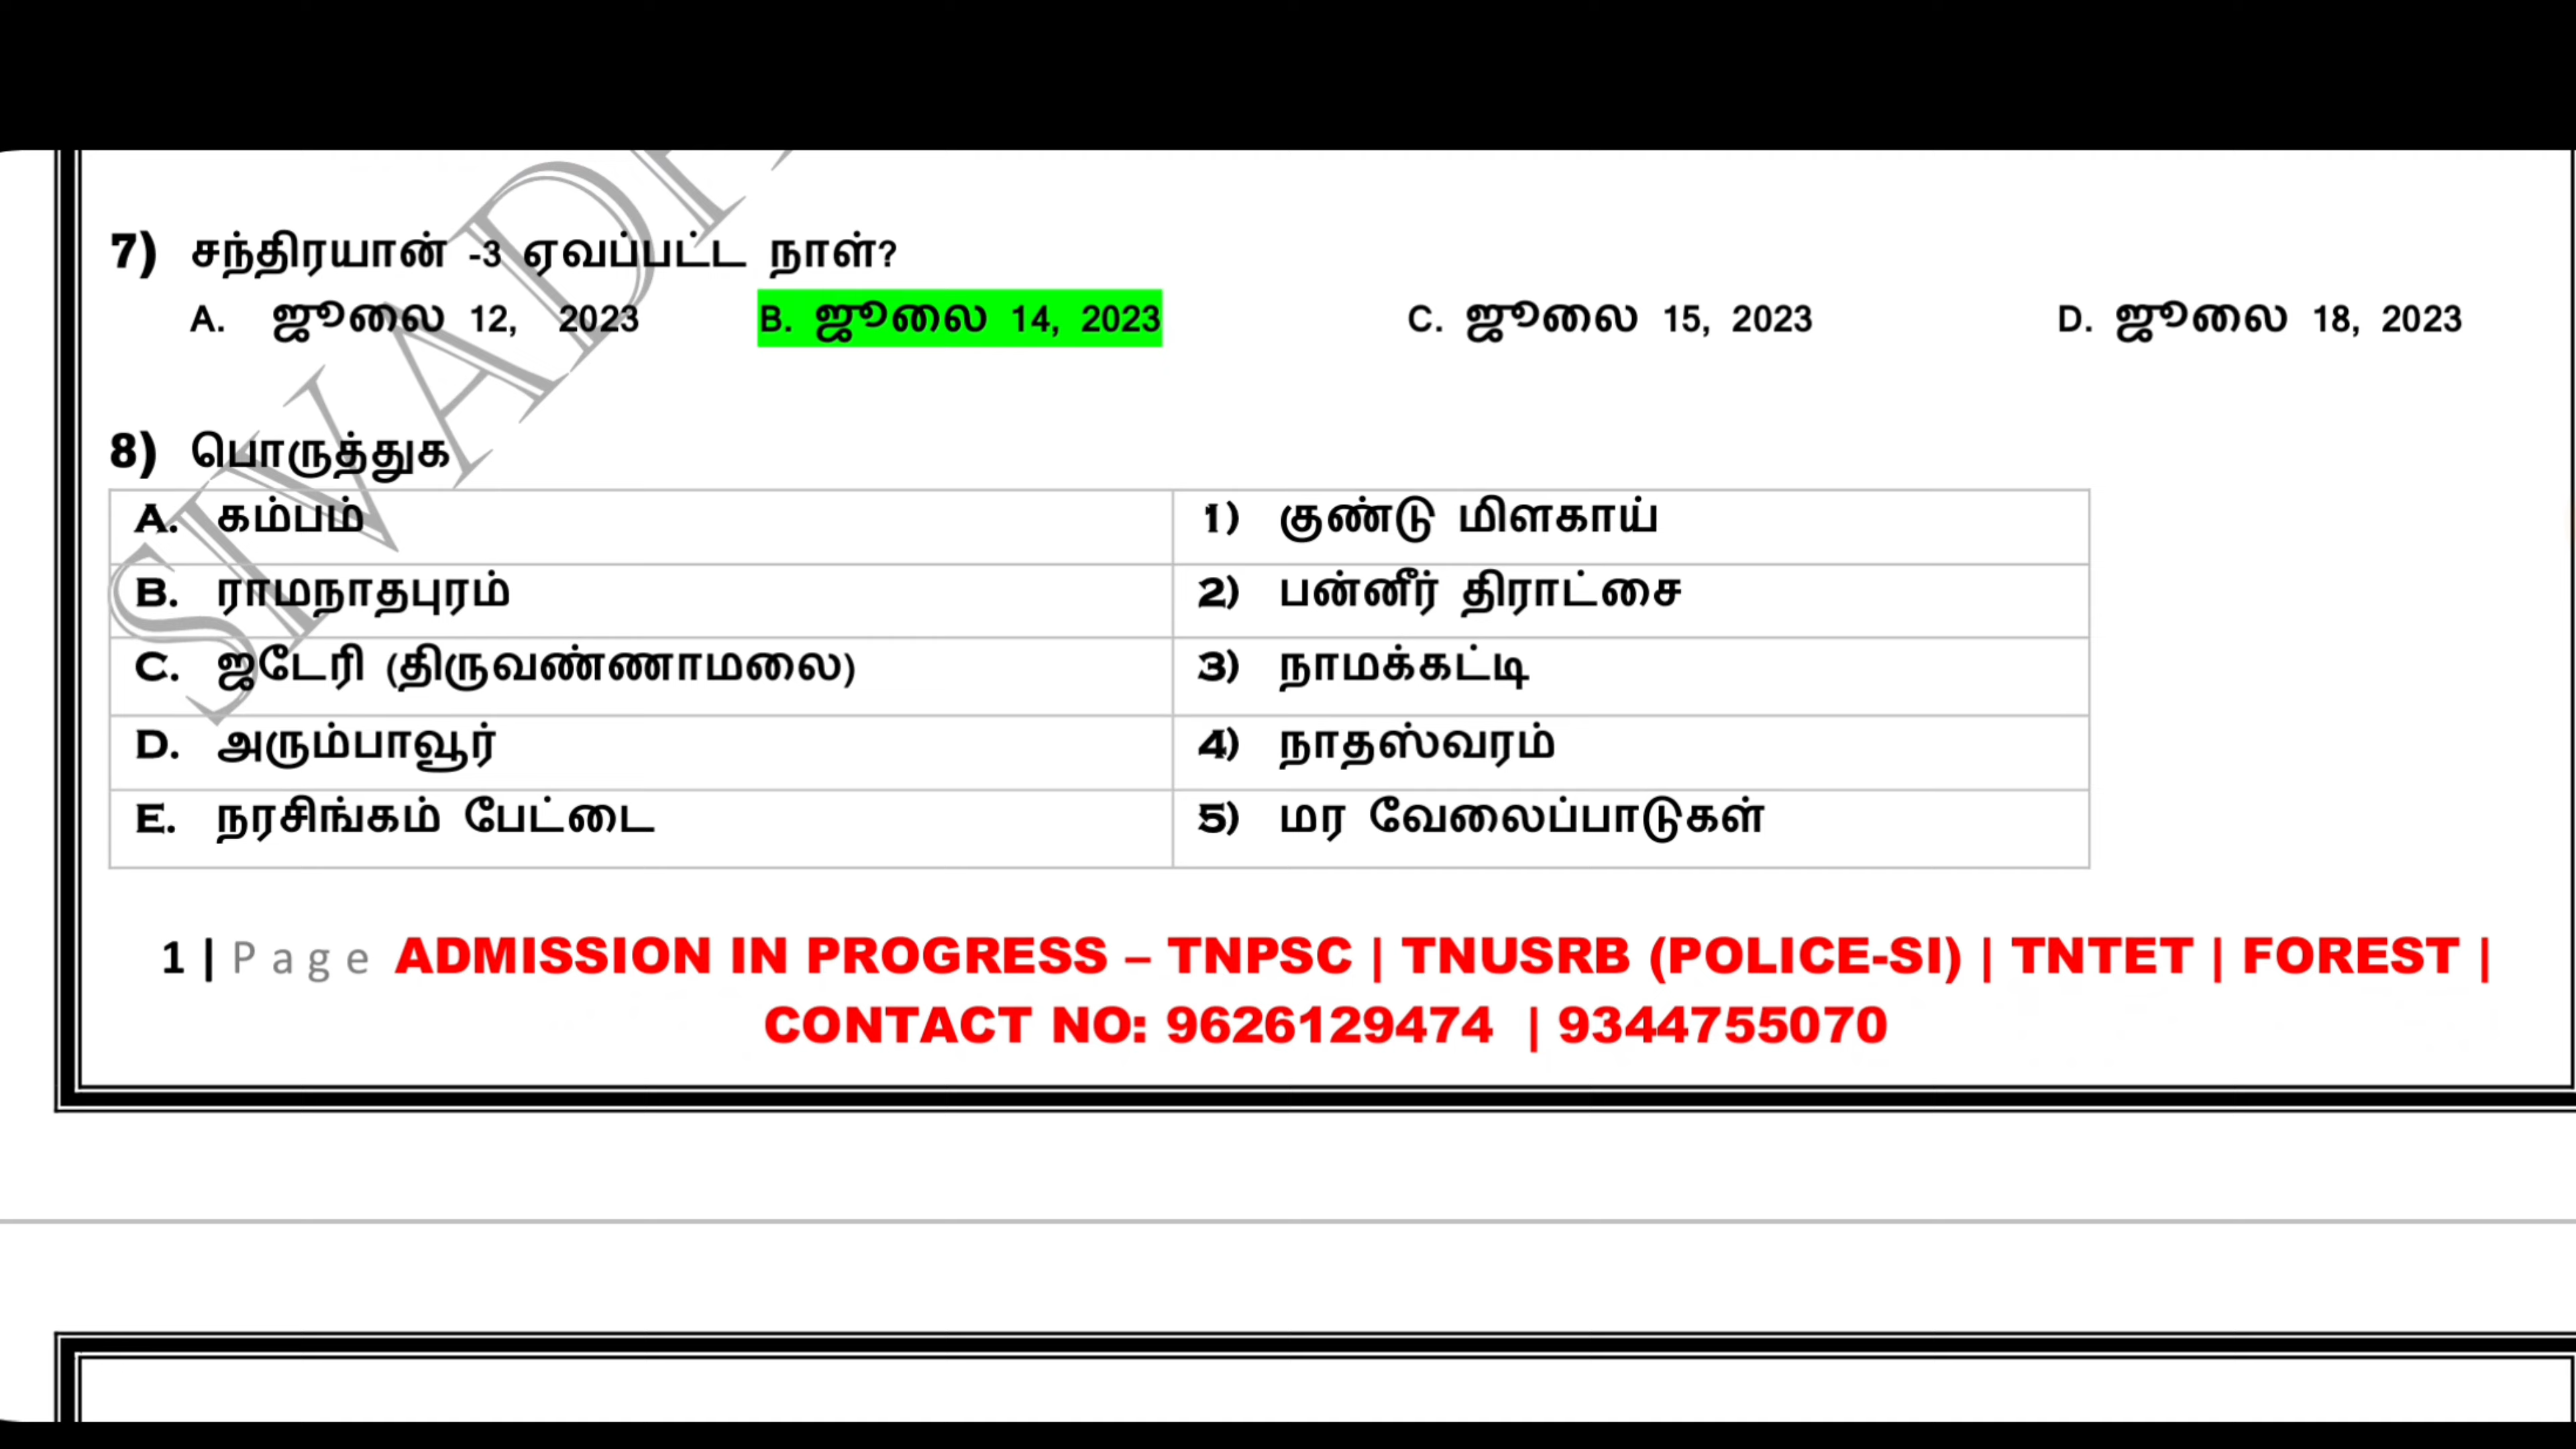 7) சந்திரயான் -3 ஏவப்பட்ட நாள்?
A. ஜூலை 12, 2023 B. ஜூலை 14, 2023 C. ஜூலை 15, 2023 D. ஜூலை 18, 2023
8) பொருத்துக
A. கம்பம் 1) குண்டு மிளகாய்
B. ராமநாதபுரம் 2) பன்னீர் திராட்சை
C. ஜடேரி (திருவண்ணாமலை) 3) நாமக்கட்டி
D. அரும்பாவூர் 4) நாதஸ்வரம்
E. நரசிங்கம் பேட்டை 5) மர வேலைப்பாடுகள்
1 | Page ADMISSION IN PROGRESS – TNPSC | TNUSRB (POLICE-SI) | TNTET | FOREST |
CONTACT NO: 9626129474 | 9344755070